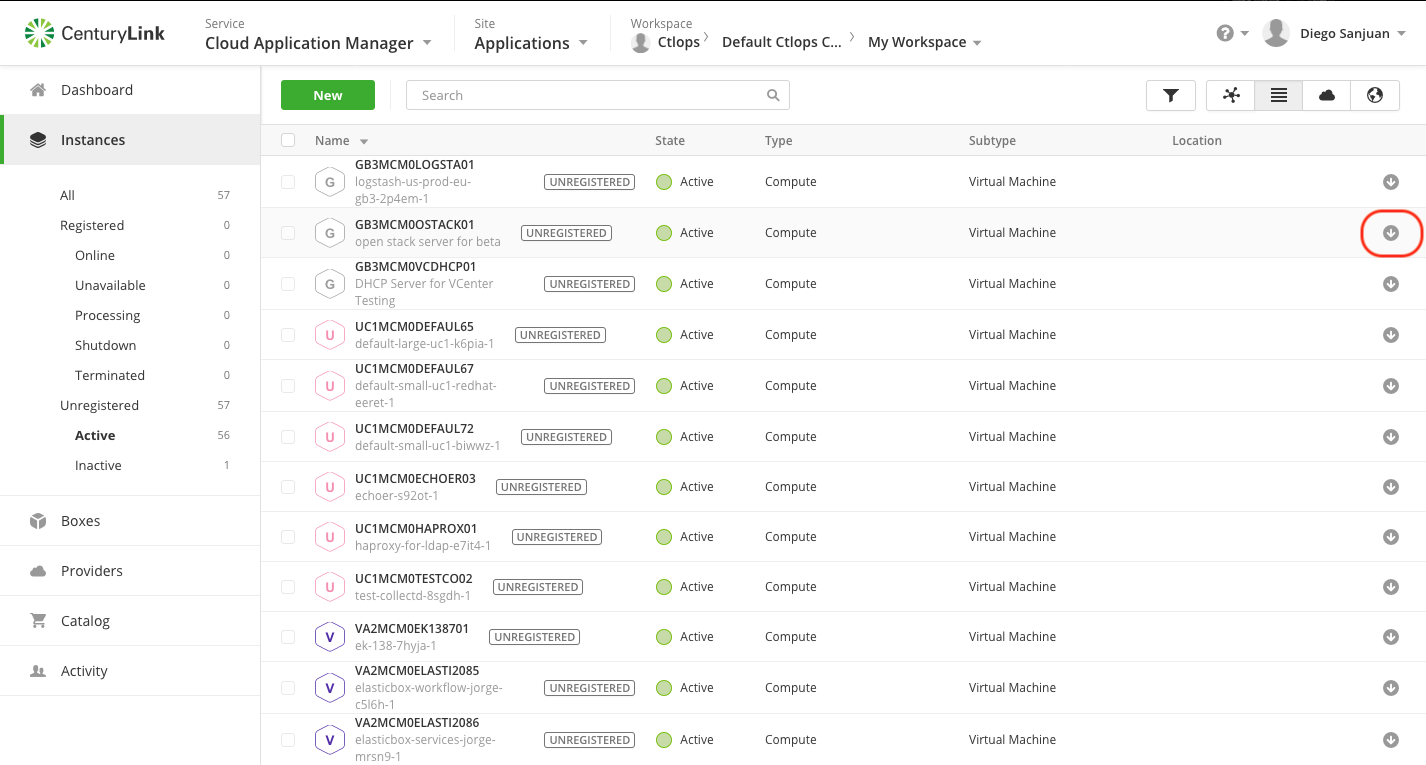 CenturyLink
Service
Cloud Application Manager
Site
Applications
Workspace
Ctlops
Default Ctlops C...
My Workspace
?
Diego Sanjuan
Dashboard
Instances
All 57
Registered 0
Online 0
Unavailable 0
Processing 0
Shutdown 0
Terminated 0
Unregistered 57
Active 56
Inactive 1
Boxes
Providers
Catalog
Activity
New
Search
Name State Type Subtype Location
G
GB3MCM0LOGSTA01
logstash-us-prod-eu-
gb3-2p4em-1
UNREGISTERED Active Compute Virtual Machine
G
GB3MCM0OSTACK01
open stack server for beta
UNREGISTERED Active Compute Virtual Machine
G
GB3MCM0VCDHCP01
DHCP Server for VCenter
Testing
UNREGISTERED Active Compute Virtual Machine
U
UC1MCM0DEFAUL65
default-large-uc1-k6pia-1
UNREGISTERED Active Compute Virtual Machine
U
UC1MCM0DEFAUL67
default-small-uc1-redhat-
eeret-1
UNREGISTERED Active Compute Virtual Machine
U
UC1MCM0DEFAUL72
default-small-uc1-biwwz-1
UNREGISTERED Active Compute Virtual Machine
U
UC1MCM0ECHOER03
echoer-s92ot-1
UNREGISTERED Active Compute Virtual Machine
U
UC1MCM0HAPROX01
haproxy-for-ldap-e7it4-1
UNREGISTERED Active Compute Virtual Machine
U
UC1MCM0TESTCO02
test-collectd-8sgdh-1
UNREGISTERED Active Compute Virtual Machine
V
VA2MCM0EK138701
ek-138-7hyja-1
UNREGISTERED Active Compute Virtual Machine
V
VA2MCM0ELASTI2085
elasticbox-workflow-jorge-
c5l6h-1
UNREGISTERED Active Compute Virtual Machine
V
VA2MCM0ELASTI2086
elasticbox-services-jorge-
mrsn9-1
UNREGISTERED Active Compute Virtual Machine